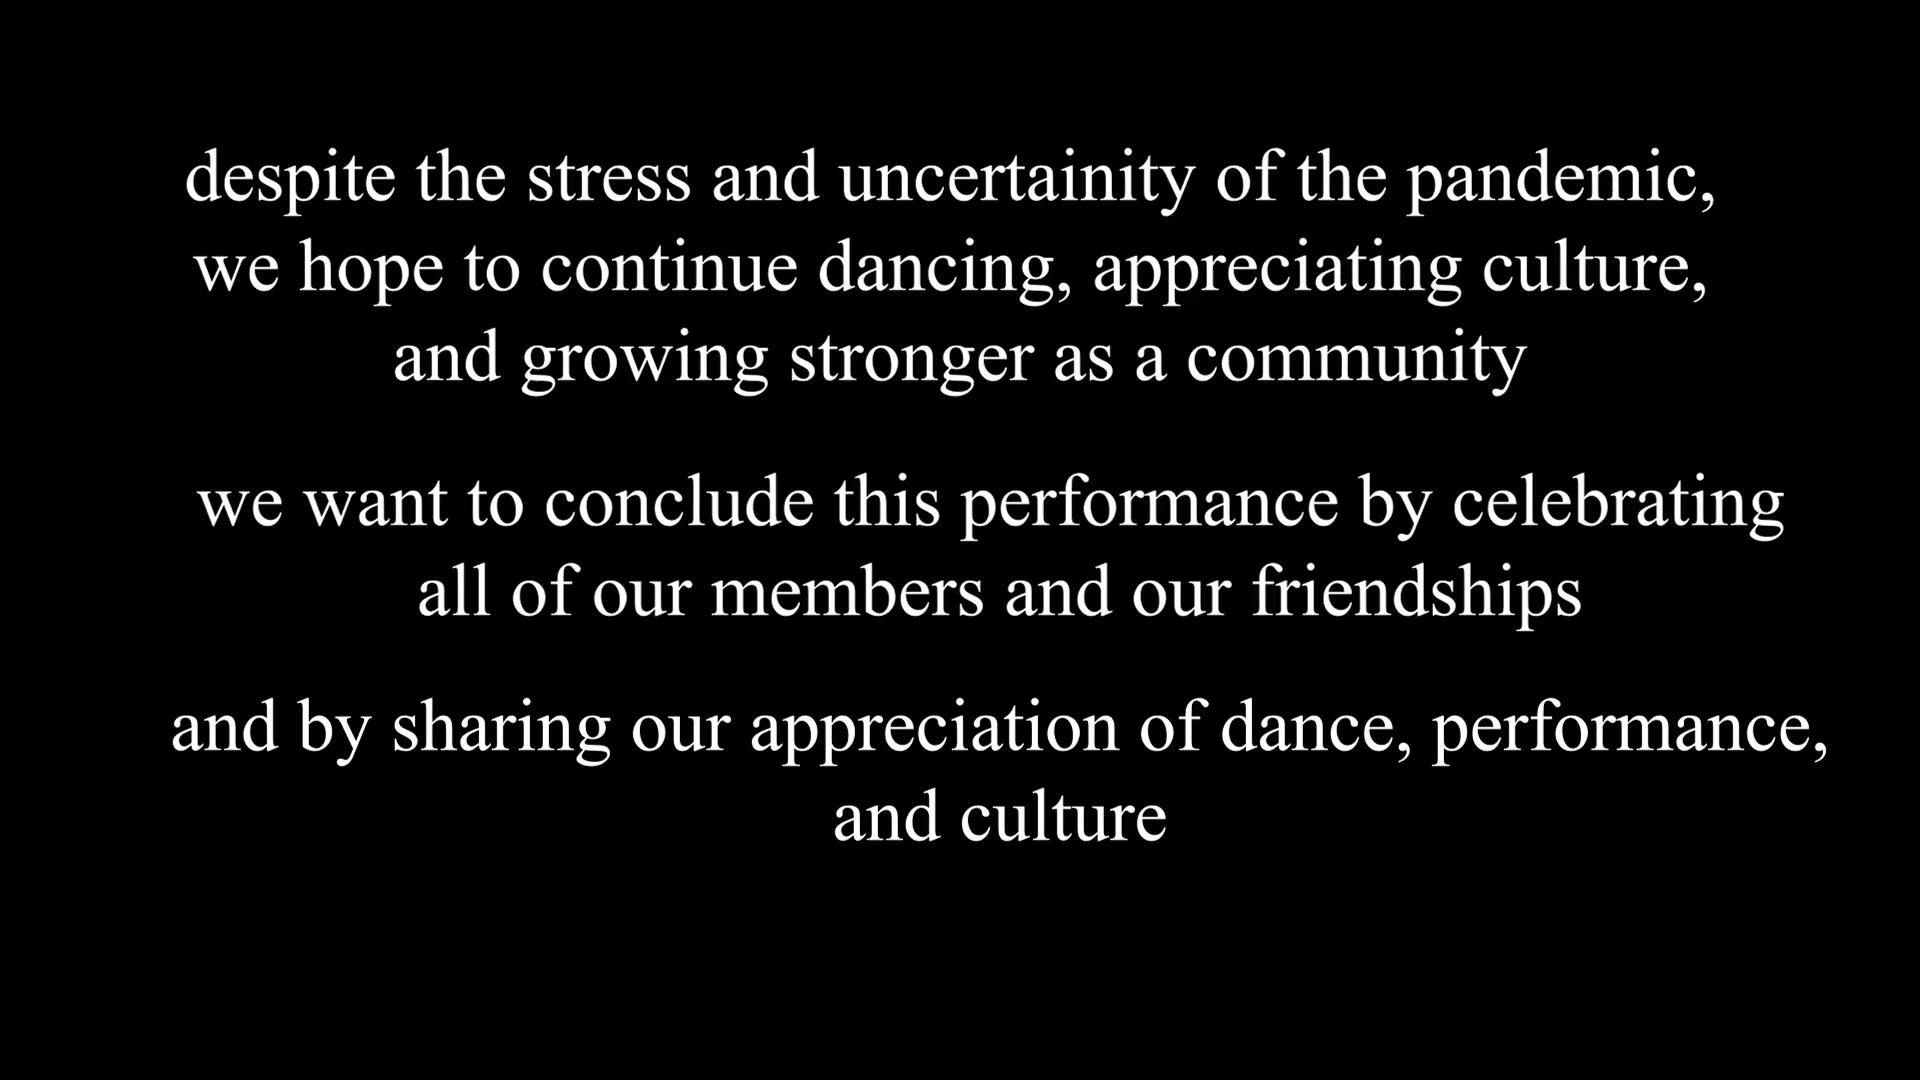 despite the stress and uncertainity of the pandemic,
we hope to continue dancing, appreciating culture,
and growing stronger as a community
we want to conclude this performance by celebrating
all of our members and our friendships
and by sharing our appreciation of dance, performance,
and culture